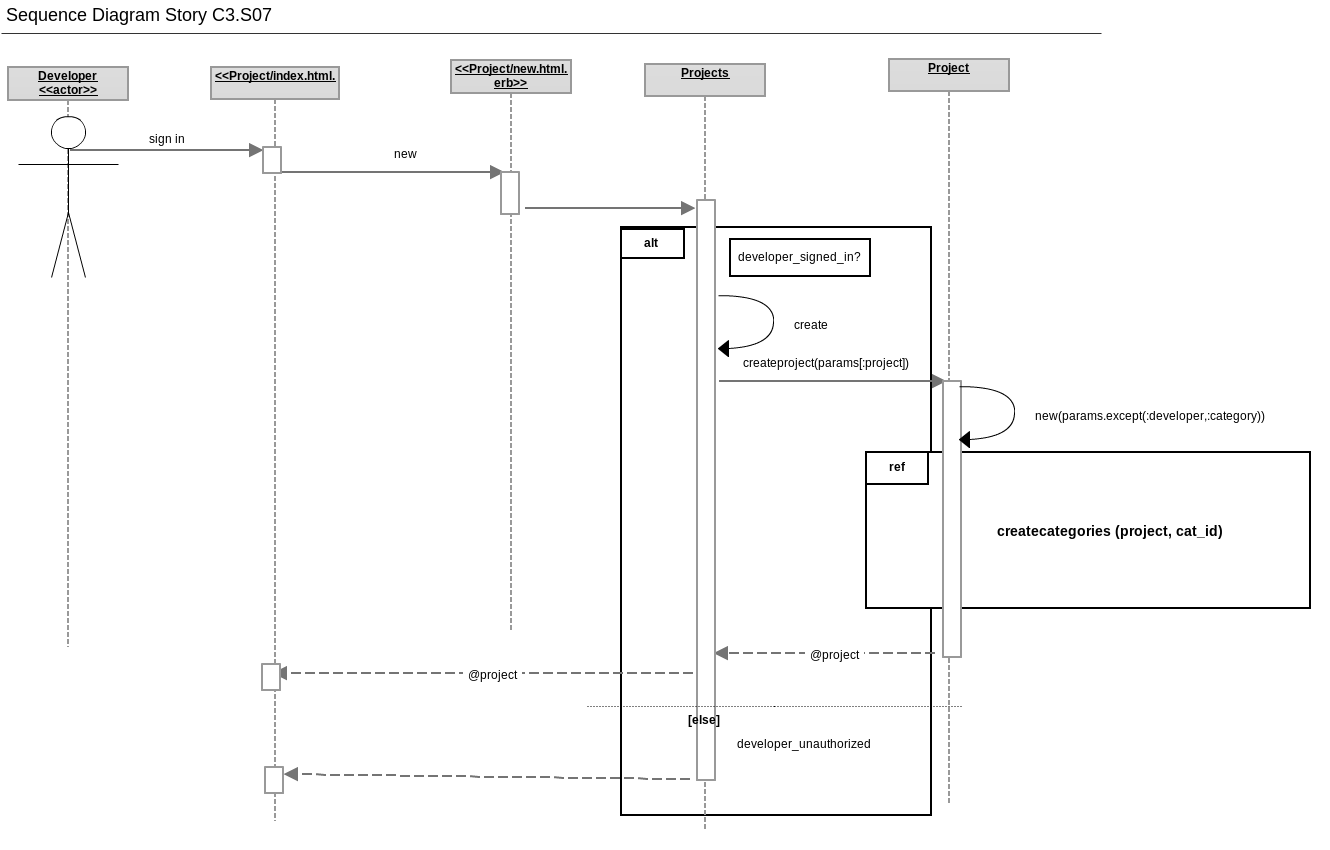 Sequence Diagram Story C3.S07
Developer
<<actor>>
<<Project/index.html.
<<Project/new.html.
erb>>
Projects
Project
sign in
new
alt
developer_signed_in?
create
createproject(params[:project])
new(params.except(:developer,:category))
ref
createcategories (project, cat_id)
@project
@project
[else]
developer_unauthorized